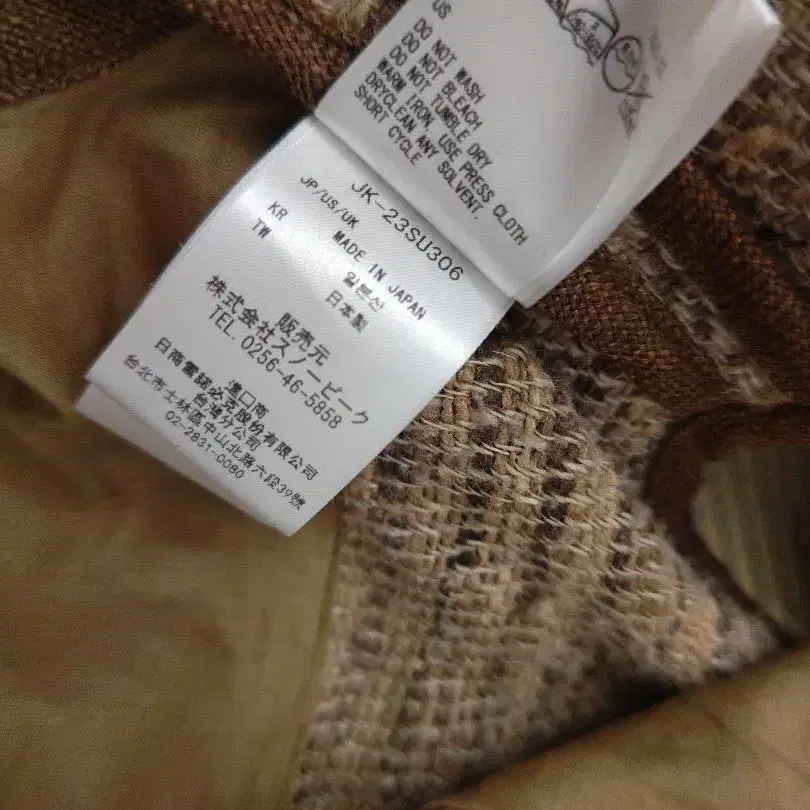 US
DO NOT WASH
DO NOT BLEACH
DO NOT TUMBLE DRY
WARM IRON, USE PRESS CLOTH
DRYCLEAN ANY SOLVENT.
SHORT CYCLE.
JK-23SU306
JP/US/UK MADE IN JAPAN
KR 일본산
TW 日本製
販売元
株式会社スノーピーク
TEL. 0256-46-5858
進口商
日商雪諾必克股份有限公司
台灣分公司
台北市士林區中山北路六段39號
02-2831-0080